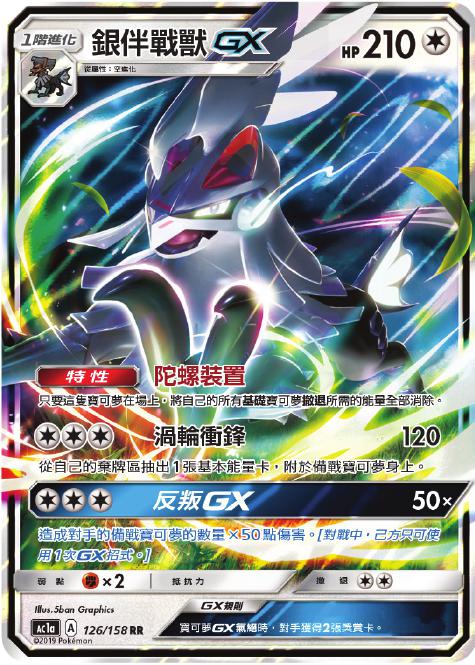 1階進化 銀伴戰獸GX HP 210
從屬性：空進化
特性 陀螺裝置
只要這隻寶可夢在場上，將自己的所有基礎寶可夢撤退所需的能量全部消除。
渦輪衝鋒 120
從自己的棄牌區抽出1張基本能量卡，附於備戰寶可夢身上。
反叛GX 50×
造成對手的備戰寶可夢的數量×50點傷害。[對戰中，己方只可使
用1次GX招式。]
弱點 ×2 抵抗力 撤退
Illus.5ban Graphics
GX規則
AC1a A 126/158 RR
寶可夢GX氣絕時，對手獲得2張獎賞卡。
©2019 Pokémon